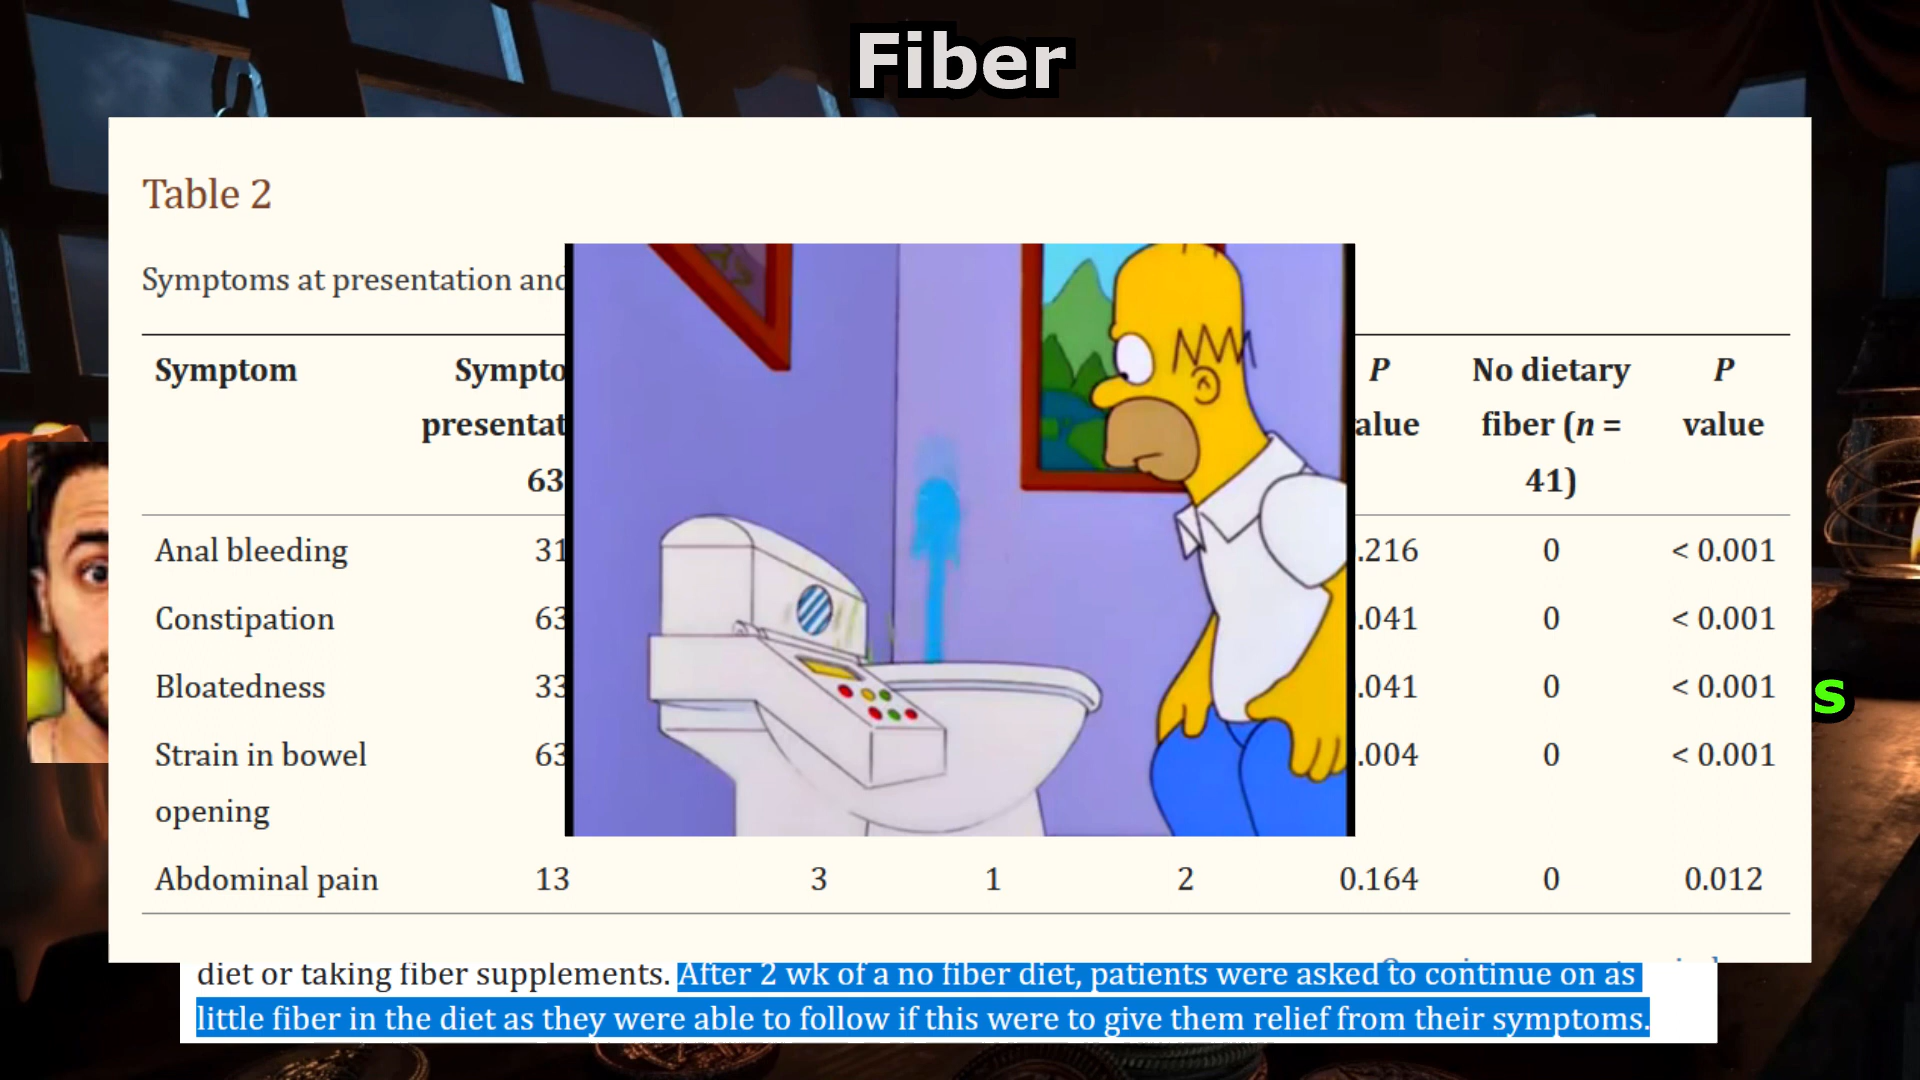 Fiber
Table 2
Symptoms at presentation and
Symptom Sympto P No dietary P
presentat alue fiber (n = value
63 41)
Anal bleeding 31 .216 0 < 0.001
Constipation 63 .041 0 < 0.001
Bloatedness 33 .041 0 < 0.001
Strain in bowel 63 .004 0 < 0.001
opening
Abdominal pain 13 3 1 2 0.164 0 0.012
s
diet or taking fiber supplements. After 2 wk of a no fiber diet, patients were asked to continue on as
little fiber in the diet as they were able to follow if this were to give them relief from their symptoms.